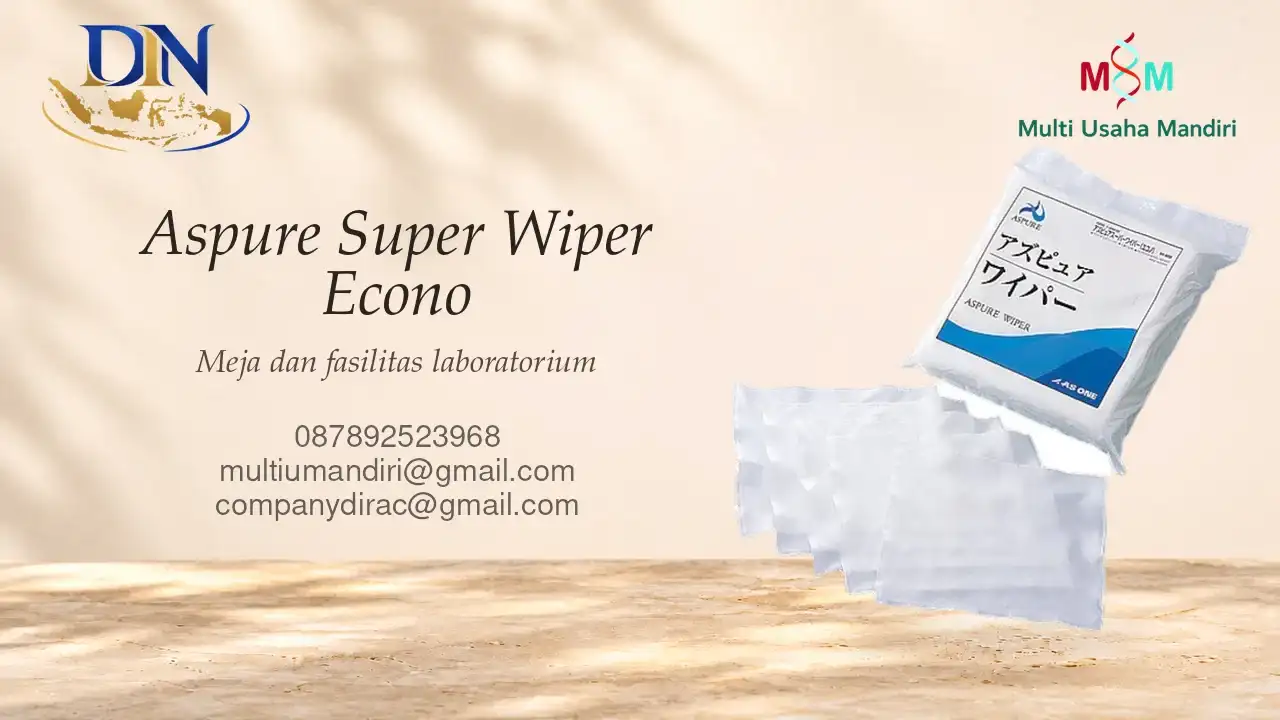 DN
M M
Multi Usaha Mandiri
Aspure Super Wiper
Econo
Meja dan fasilitas laboratorium
087892523968
multiumandiri@gmail.com
companydirac@gmail.com
ASPURE
アズピュア
ワイパー
ASPURE WIPER
AS ONE